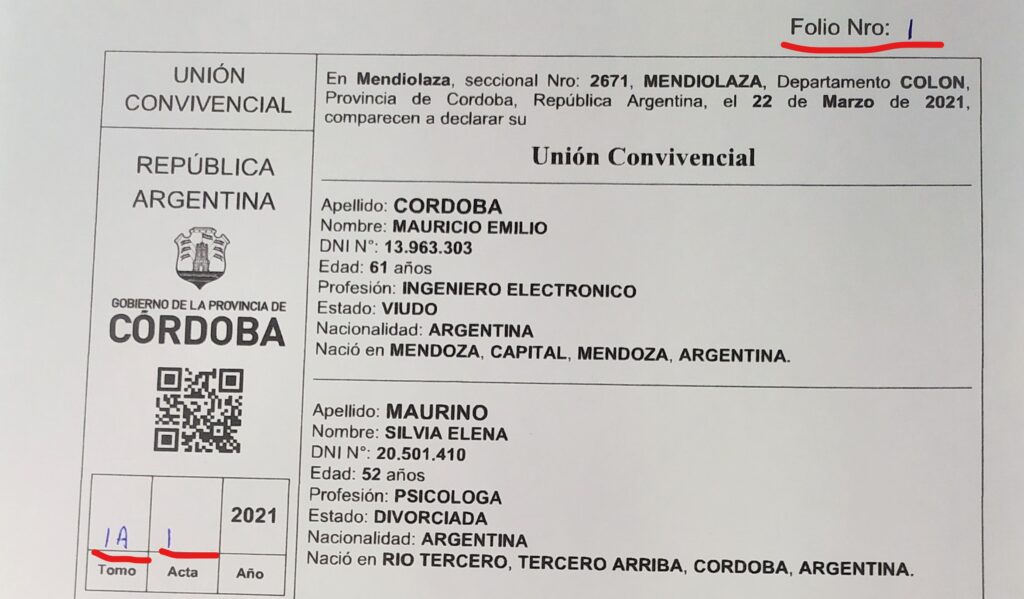 Folio Nro: 1
UNIÓN
CONVIVENCIAL
REPÚBLICA
ARGENTINA
GOBIERNO DE LA PROVINCIA DE
CÓRDOBA
1A 1 2021
Tomo Acta Año
En Mendiolaza, seccional Nro: 2671, MENDIOLAZA, Departamento COLON,
Provincia de Cordoba, República Argentina, el 22 de Marzo de 2021,
comparecen a declarar su
Unión Convivencial
Apellido: CORDOBA
Nombre: MAURICIO EMILIO
DNI N°: 13.963.303
Edad: 61 años
Profesión: INGENIERO ELECTRONICO
Estado: VIUDO
Nacionalidad: ARGENTINA
Nació en MENDOZA, CAPITAL, MENDOZA, ARGENTINA.
Apellido: MAURINO
Nombre: SILVIA ELENA
DNI N°: 20.501.410
Edad: 52 años
Profesión: PSICOLOGA
Estado: DIVORCIADA
Nacionalidad: ARGENTINA
Nació en RIO TERCERO, TERCERO ARRIBA, CORDOBA, ARGENTINA.